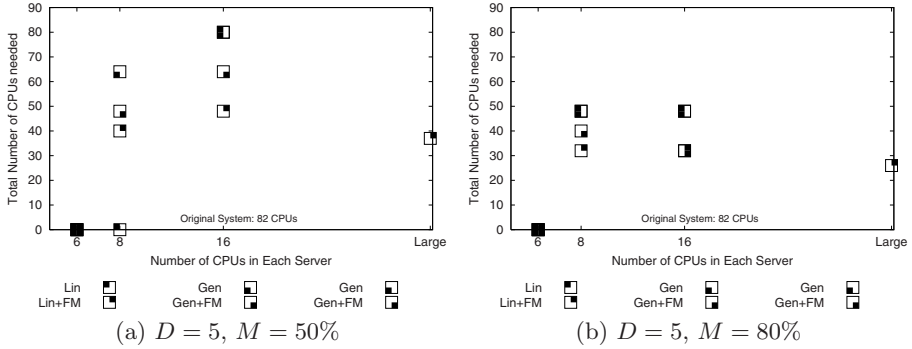 Total Number of CPUs needed
90
80
70
60
50
40
30
20
10
0
Original System: 82 CPUs
6 8 16 Large
Number of CPUs in Each Server
Lin Gen Gen
Lin+FM Gen+FM Gen+FM
(a) D = 5, M = 50%
Total Number of CPUs needed
90
80
70
60
50
40
30
20
10
0
Original System: 82 CPUs
6 8 16 Large
Number of CPUs in Each Server
Lin Gen Gen
Lin+FM Gen+FM Gen+FM
(b) D = 5, M = 80%